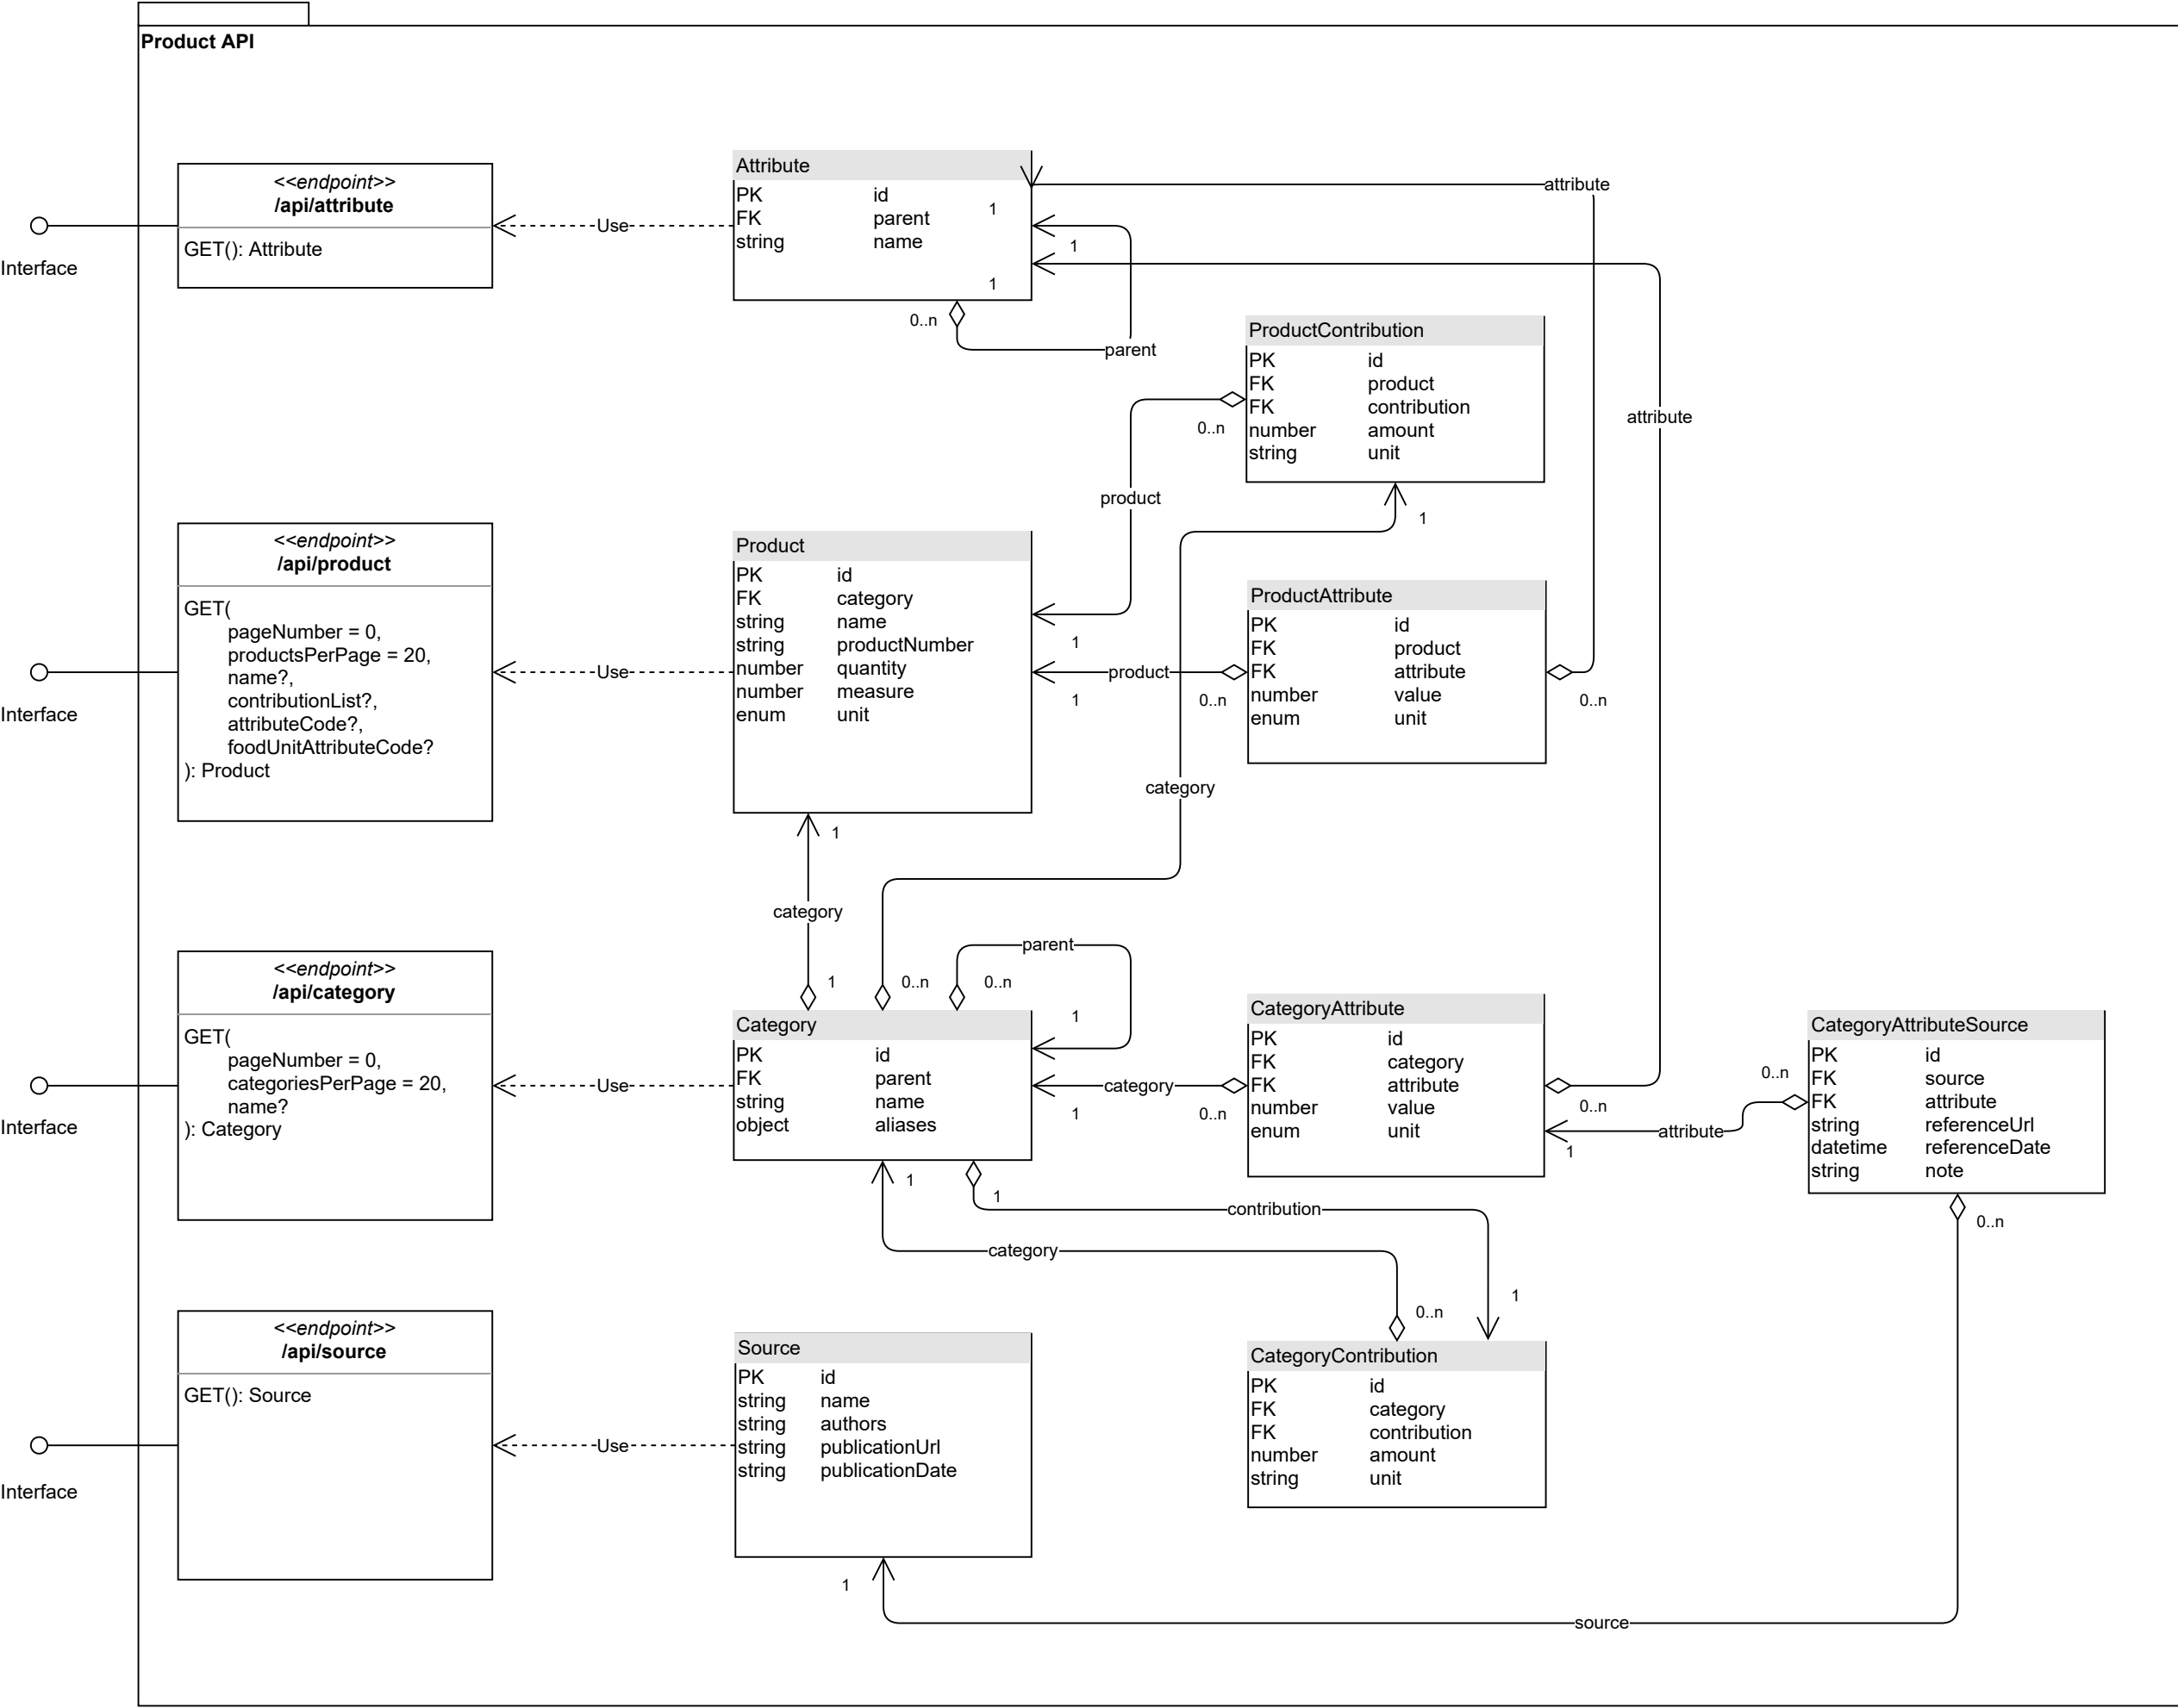 Product API
<<endpoint>>
/api/attribute
GET(): Attribute
Interface
Use
Attribute
PK id
FK parent
string name
1
1
1
0..n
parent
attribute
attribute
ProductContribution
PK id
FK product
FK contribution
number amount
string unit
0..n
product
1
1
<<endpoint>>
/api/product
GET(
pageNumber = 0,
productsPerPage = 20,
name?,
contributionList?,
attributeCode?,
foodUnitAttributeCode?
): Product
Interface
Use
Product
PK id
FK category
string name
string productNumber
number quantity
number measure
enum unit
product
1
0..n
ProductAttribute
PK id
FK product
FK attribute
number value
enum unit
0..n
category
1
category
1
0..n
0..n
parent
1
<<endpoint>>
/api/category
GET(
pageNumber = 0,
categoriesPerPage = 20,
name?
): Category
Interface
Use
Category
PK id
FK parent
string name
object aliases
category
1
0..n
CategoryAttribute
PK id
FK category
FK attribute
number value
enum unit
0..n
attribute
1
0..n
CategoryAttributeSource
PK id
FK source
FK attribute
string referenceUrl
datetime referenceDate
string note
0..n
1
1
contribution
category
1
0..n
<<endpoint>>
/api/source
GET(): Source
Interface
Use
Source
PK id
string name
string authors
string publicationUrl
string publicationDate
1
CategoryContribution
PK id
FK category
FK contribution
number amount
string unit
source